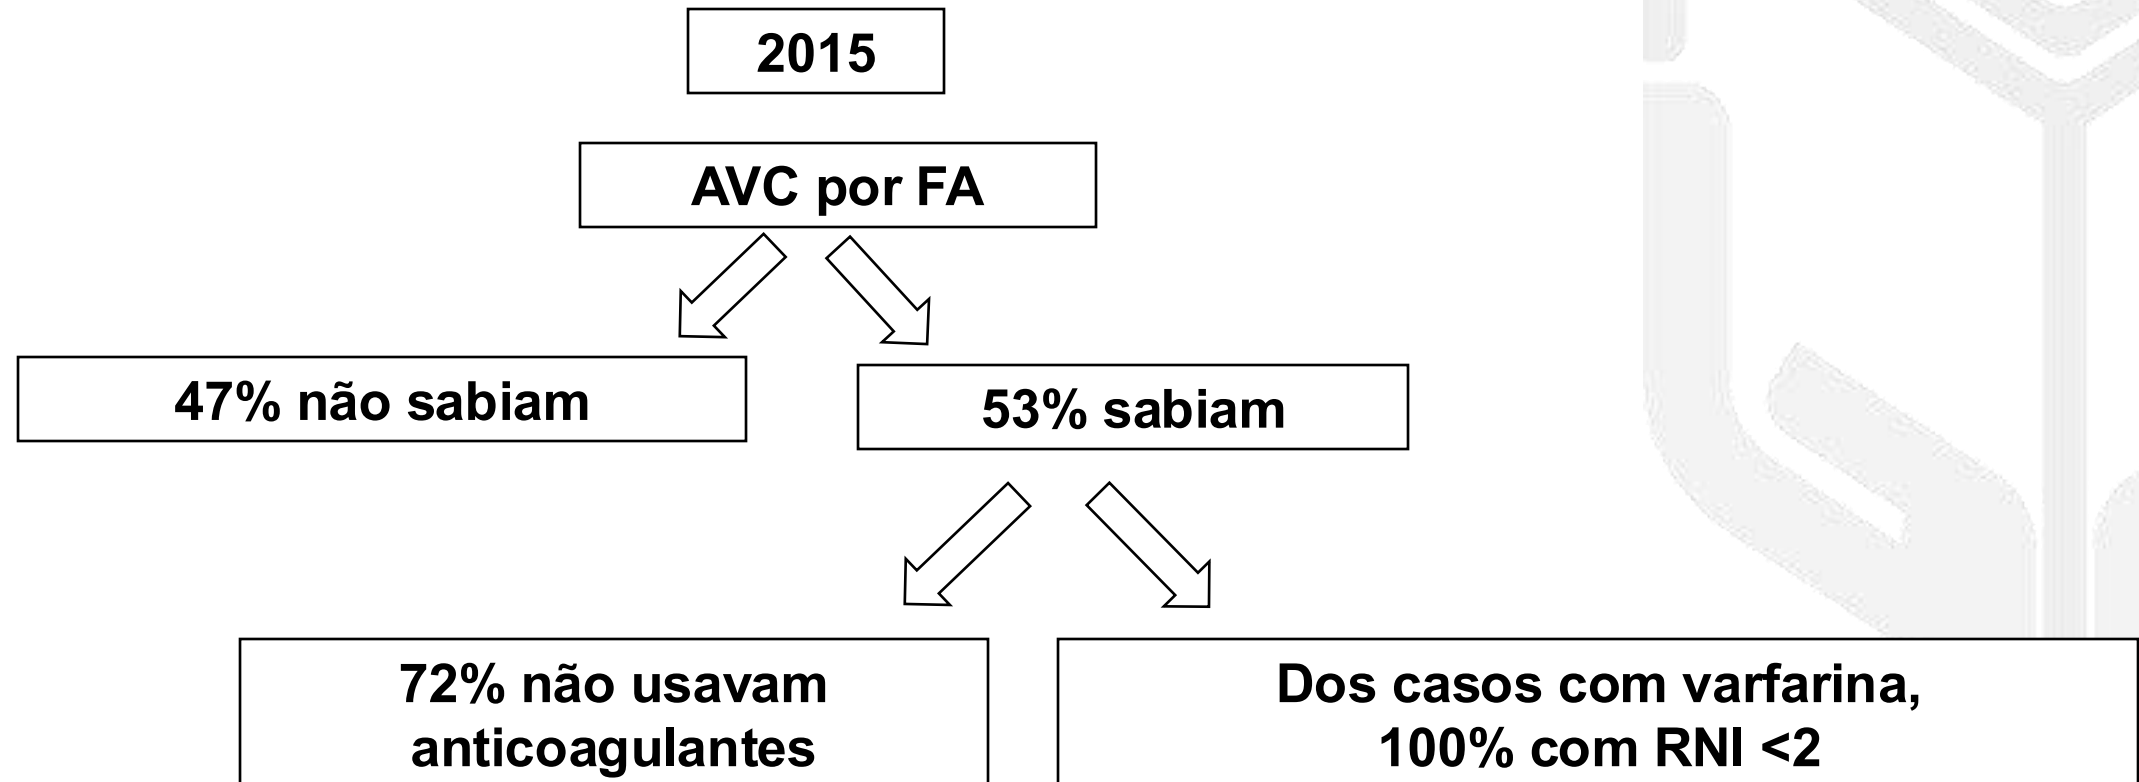 2015
AVC por FA
47% não sabiam
53% sabiam
72% não usavam
anticoagulantes
Dos casos com varfarina,
100% com RNI <2